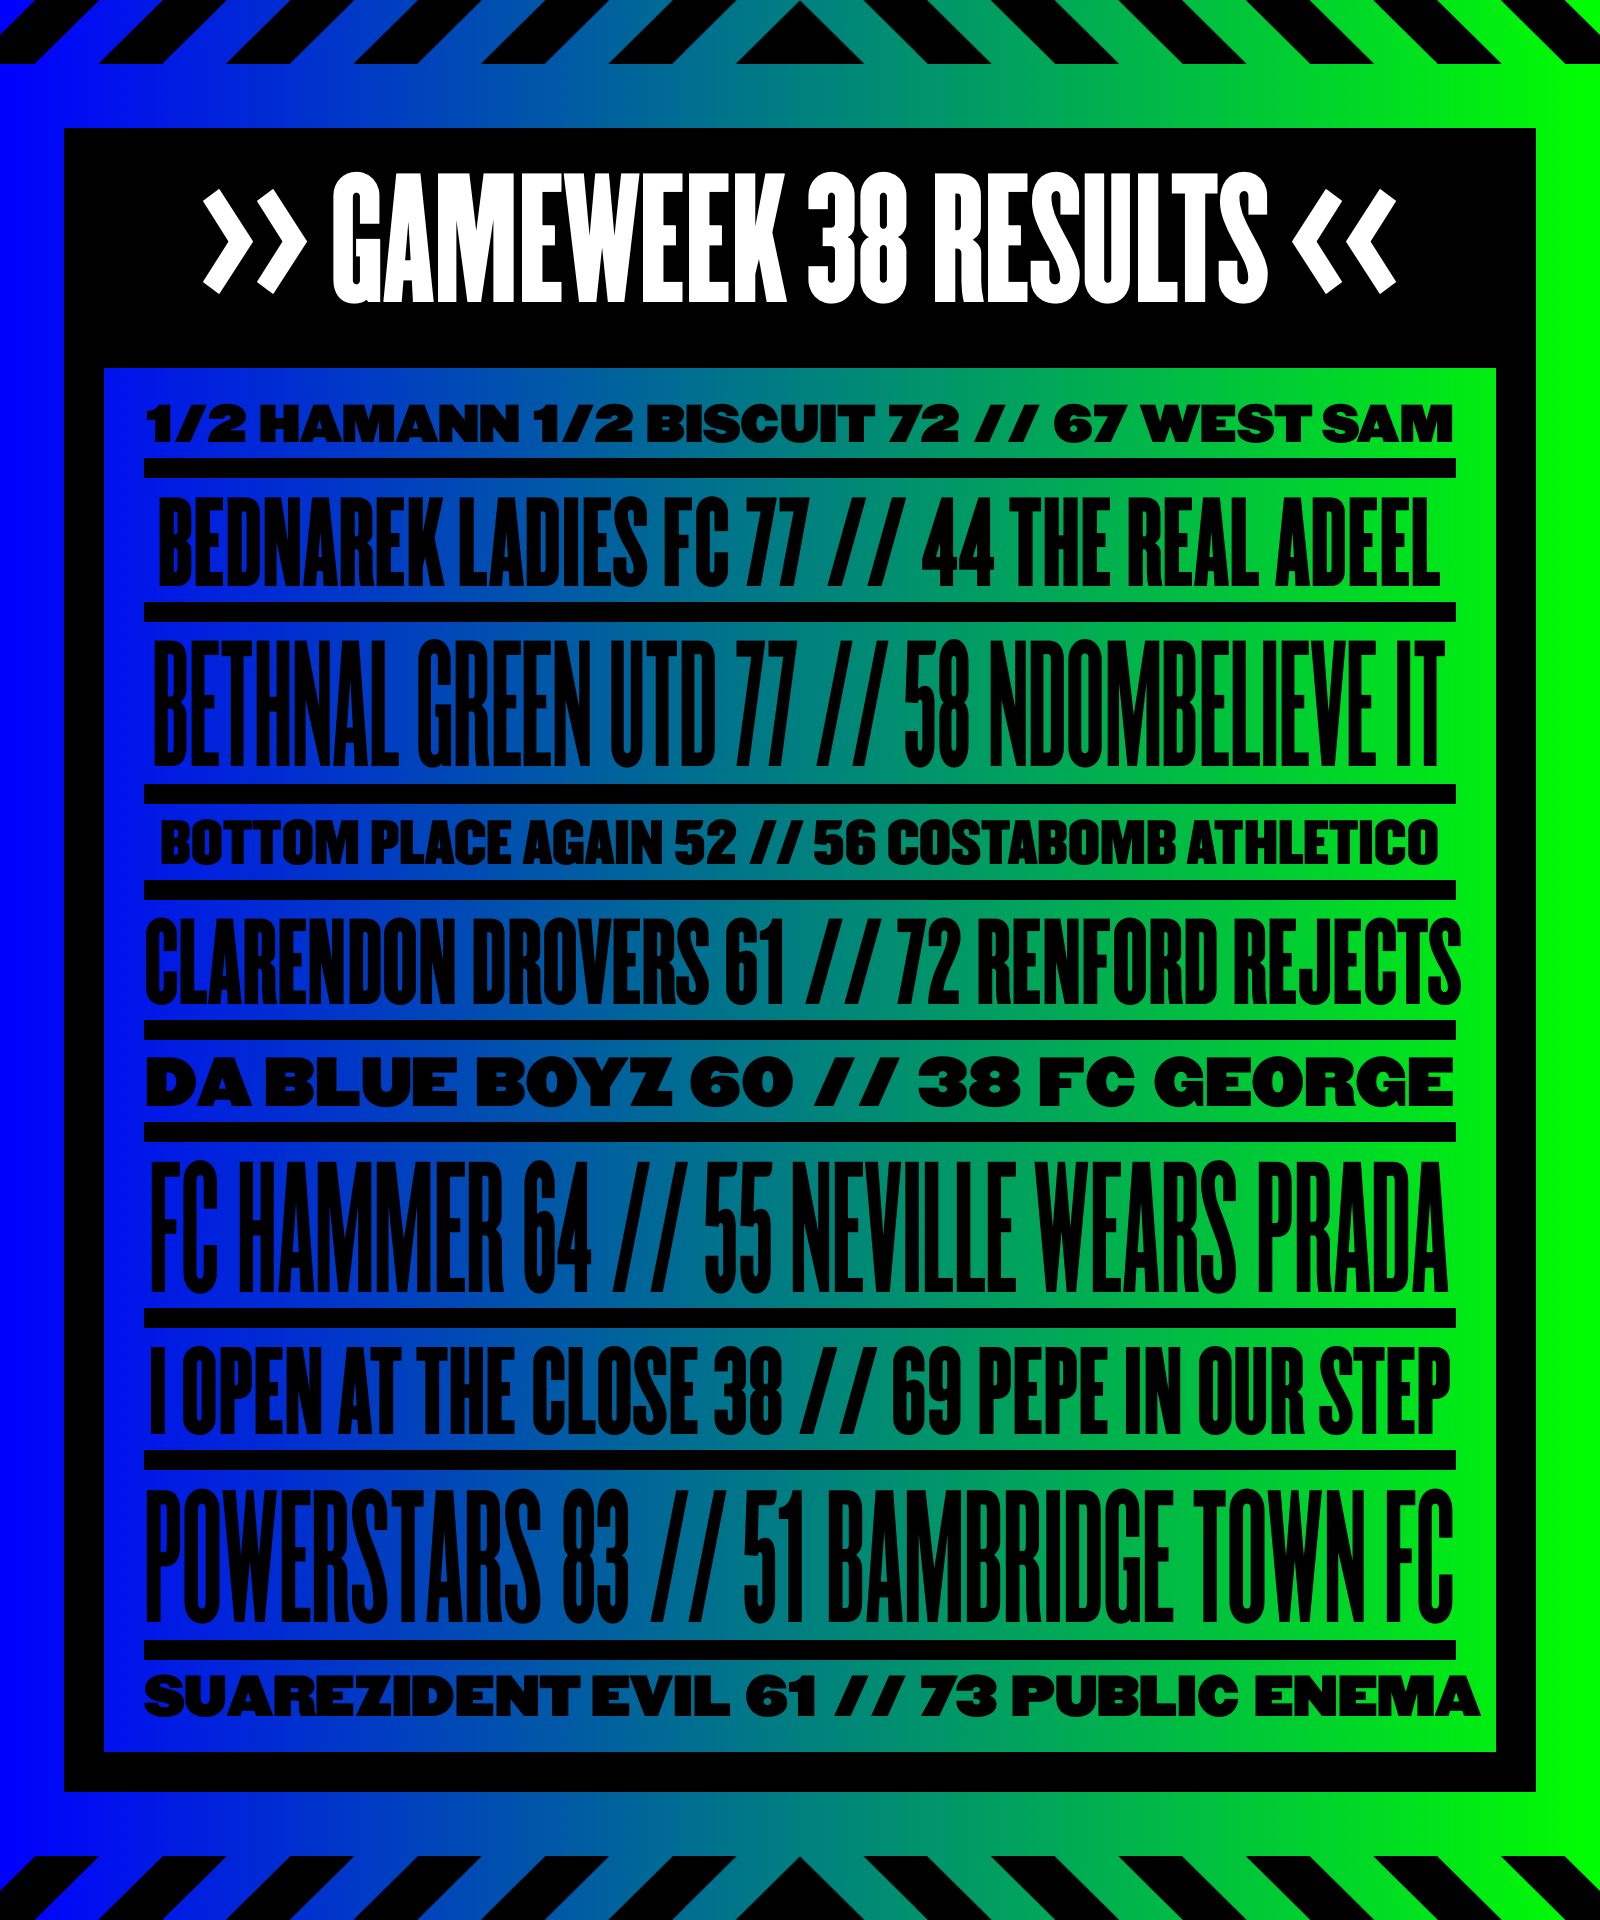 >> GAMEWEEK 38 RESULTS <<
1/2 HAMANN 1/2 BISCUIT 72 // 67 WEST SAM
BEDNAREK LADIES FC 77 // 44 THE REAL ADEEL
BETHNAL GREEN UTD 77 // 58 NDOMBELIEVE IT
BOTTOM PLACE AGAIN 52 // 56 COSTABOMB ATHLETICO
CLARENDON DROVERS 61 // 72 RENFORD REJECTS
DA BLUE BOYZ 60 // 38 FC GEORGE
FC HAMMER 64 // 55 NEVILLE WEARS PRADA
I OPEN AT THE CLOSE 38 // 69 PEPE IN OUR STEP
POWERSTARS 83 // 51 BAMBRIDGE TOWN FC
SUAREZIDENT EVIL 61 // 73 PUBLIC ENEMA